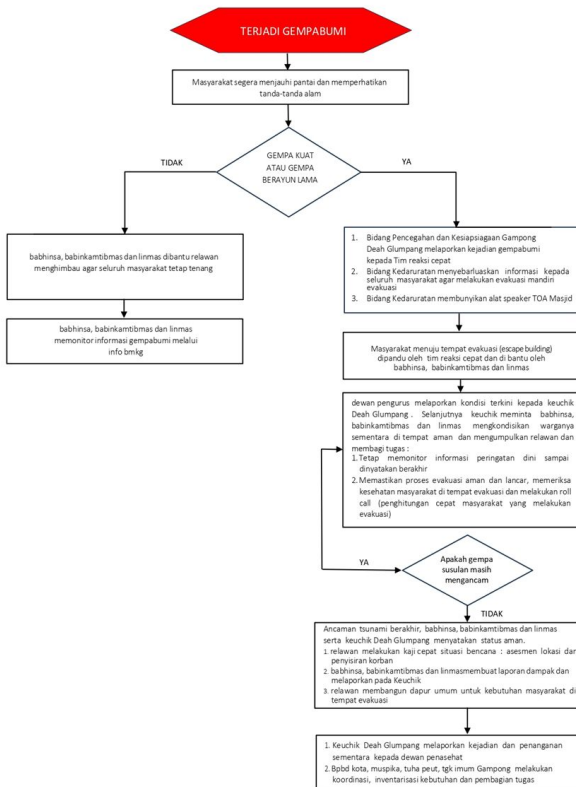 TERJADI GEMPABUMI
Masyarakat segera menjauhi pantai dan memperhatikan
tanda-tanda alam
GEMPA KUAT
ATAU GEMPA
BERAYUN LAMA
TIDAK
YA
babhinsa, babinkamtibmas dan linmas dibantu relawan
menghimbau agar seluruh masyarakat tetap tenang
babhinsa, babinkamtibmas dan linmas
memonitor informasi gempabumi melalui
info bmkg
1. Bidang Pencegahan dan Kesiapsiagaan Gampong
Deah Glumpang melaporkan kejadian gempabumi
kepada Tim reaksi cepat
2. Bidang Kedaruratan menyebarluaskan informasi kepada
seluruh masyarakat agar melakukan evakuasi mandiri
evakuasi
3. Bidang Kedaruratan membunyikan alat speaker TOA Masjid
Masyarakat menuju tempat evakuasi (escape building)
dipandu oleh tim reaksi cepat dan di bantu oleh
babhinsa, babinkamtibmas dan linmas
dewan pengurus melaporkan kondisi terkini kepada keuchik
Deah Glumpang . Selanjutnya keuchik meminta babhinsa,
babinkamtibmas dan linmas mengkondisikan warganya
sementara di tempat aman dan mengumpulkan relawan dan
membagi tugas :
1. Tetap memonitor informasi peringatan dini sampai
dinyatakan berakhir
2. Memastikan proses evakuasi aman dan lancar, memeriksa
kesehatan masyarakat di tempat evakuasi dan melakukan roll
call (penghitungan cepat masyarakat yang melakukan
evakuasi)
Apakah gempa
susulan masih
mengancam
YA
TIDAK
Ancaman tsunami berakhir, babhinsa, babinkamtibmas dan linmas
serta keuchik Deah Glumpang menyatakan status aman.
1. relawan melakukan kaji cepat situasi bencana : asesmen lokasi dan
penyisiran korban
2. babhinsa, babinkamtibmas dan linmasmembuat laporan dampak dan
melaporkan pada Keuchik
3. relawan membangun dapur umum untuk kebutuhan masyarakat di
tempat evakuasi
1. Keuchik Deah Glumpang melaporkan kejadian dan penanganan
sementara kepada dewan penasehat
2. Bpbd kota, muspika, tuha peut, tgk imum Gampong melakukan
koordinasi, inventarisasi kebutuhan dan pembagian tugas